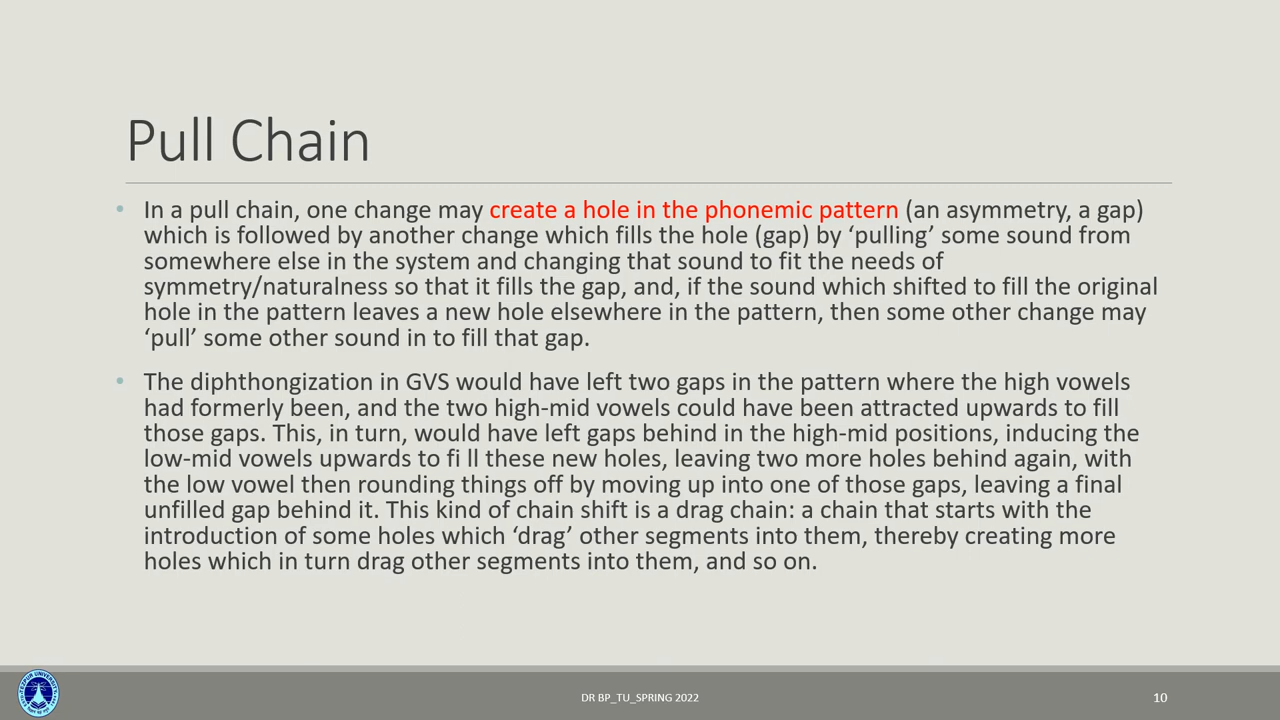 Pull Chain
• In a pull chain, one change may create a hole in the phonemic pattern (an asymmetry, a gap)
which is followed by another change which fills the hole (gap) by ‘pulling’ some sound from
somewhere else in the system and changing that sound to fit the needs of
symmetry/naturalness so that it fills the gap, and, if the sound which shifted to fill the original
hole in the pattern leaves a new hole elsewhere in the pattern, then some other change may
‘pull’ some other sound in to fill that gap.
• The diphthongization in GVS would have left two gaps in the pattern where the high vowels
had formerly been, and the two high-mid vowels could have been attracted upwards to fill
those gaps. This, in turn, would have left gaps behind in the high-mid positions, inducing the
low-mid vowels upwards to fi ll these new holes, leaving two more holes behind again, with
the low vowel then rounding things off by moving up into one of those gaps, leaving a final
unfilled gap behind it. This kind of chain shift is a drag chain: a chain that starts with the
introduction of some holes which ‘drag’ other segments into them, thereby creating more
holes which in turn drag other segments into them, and so on.
DR BP_TU_SPRING 2022
10